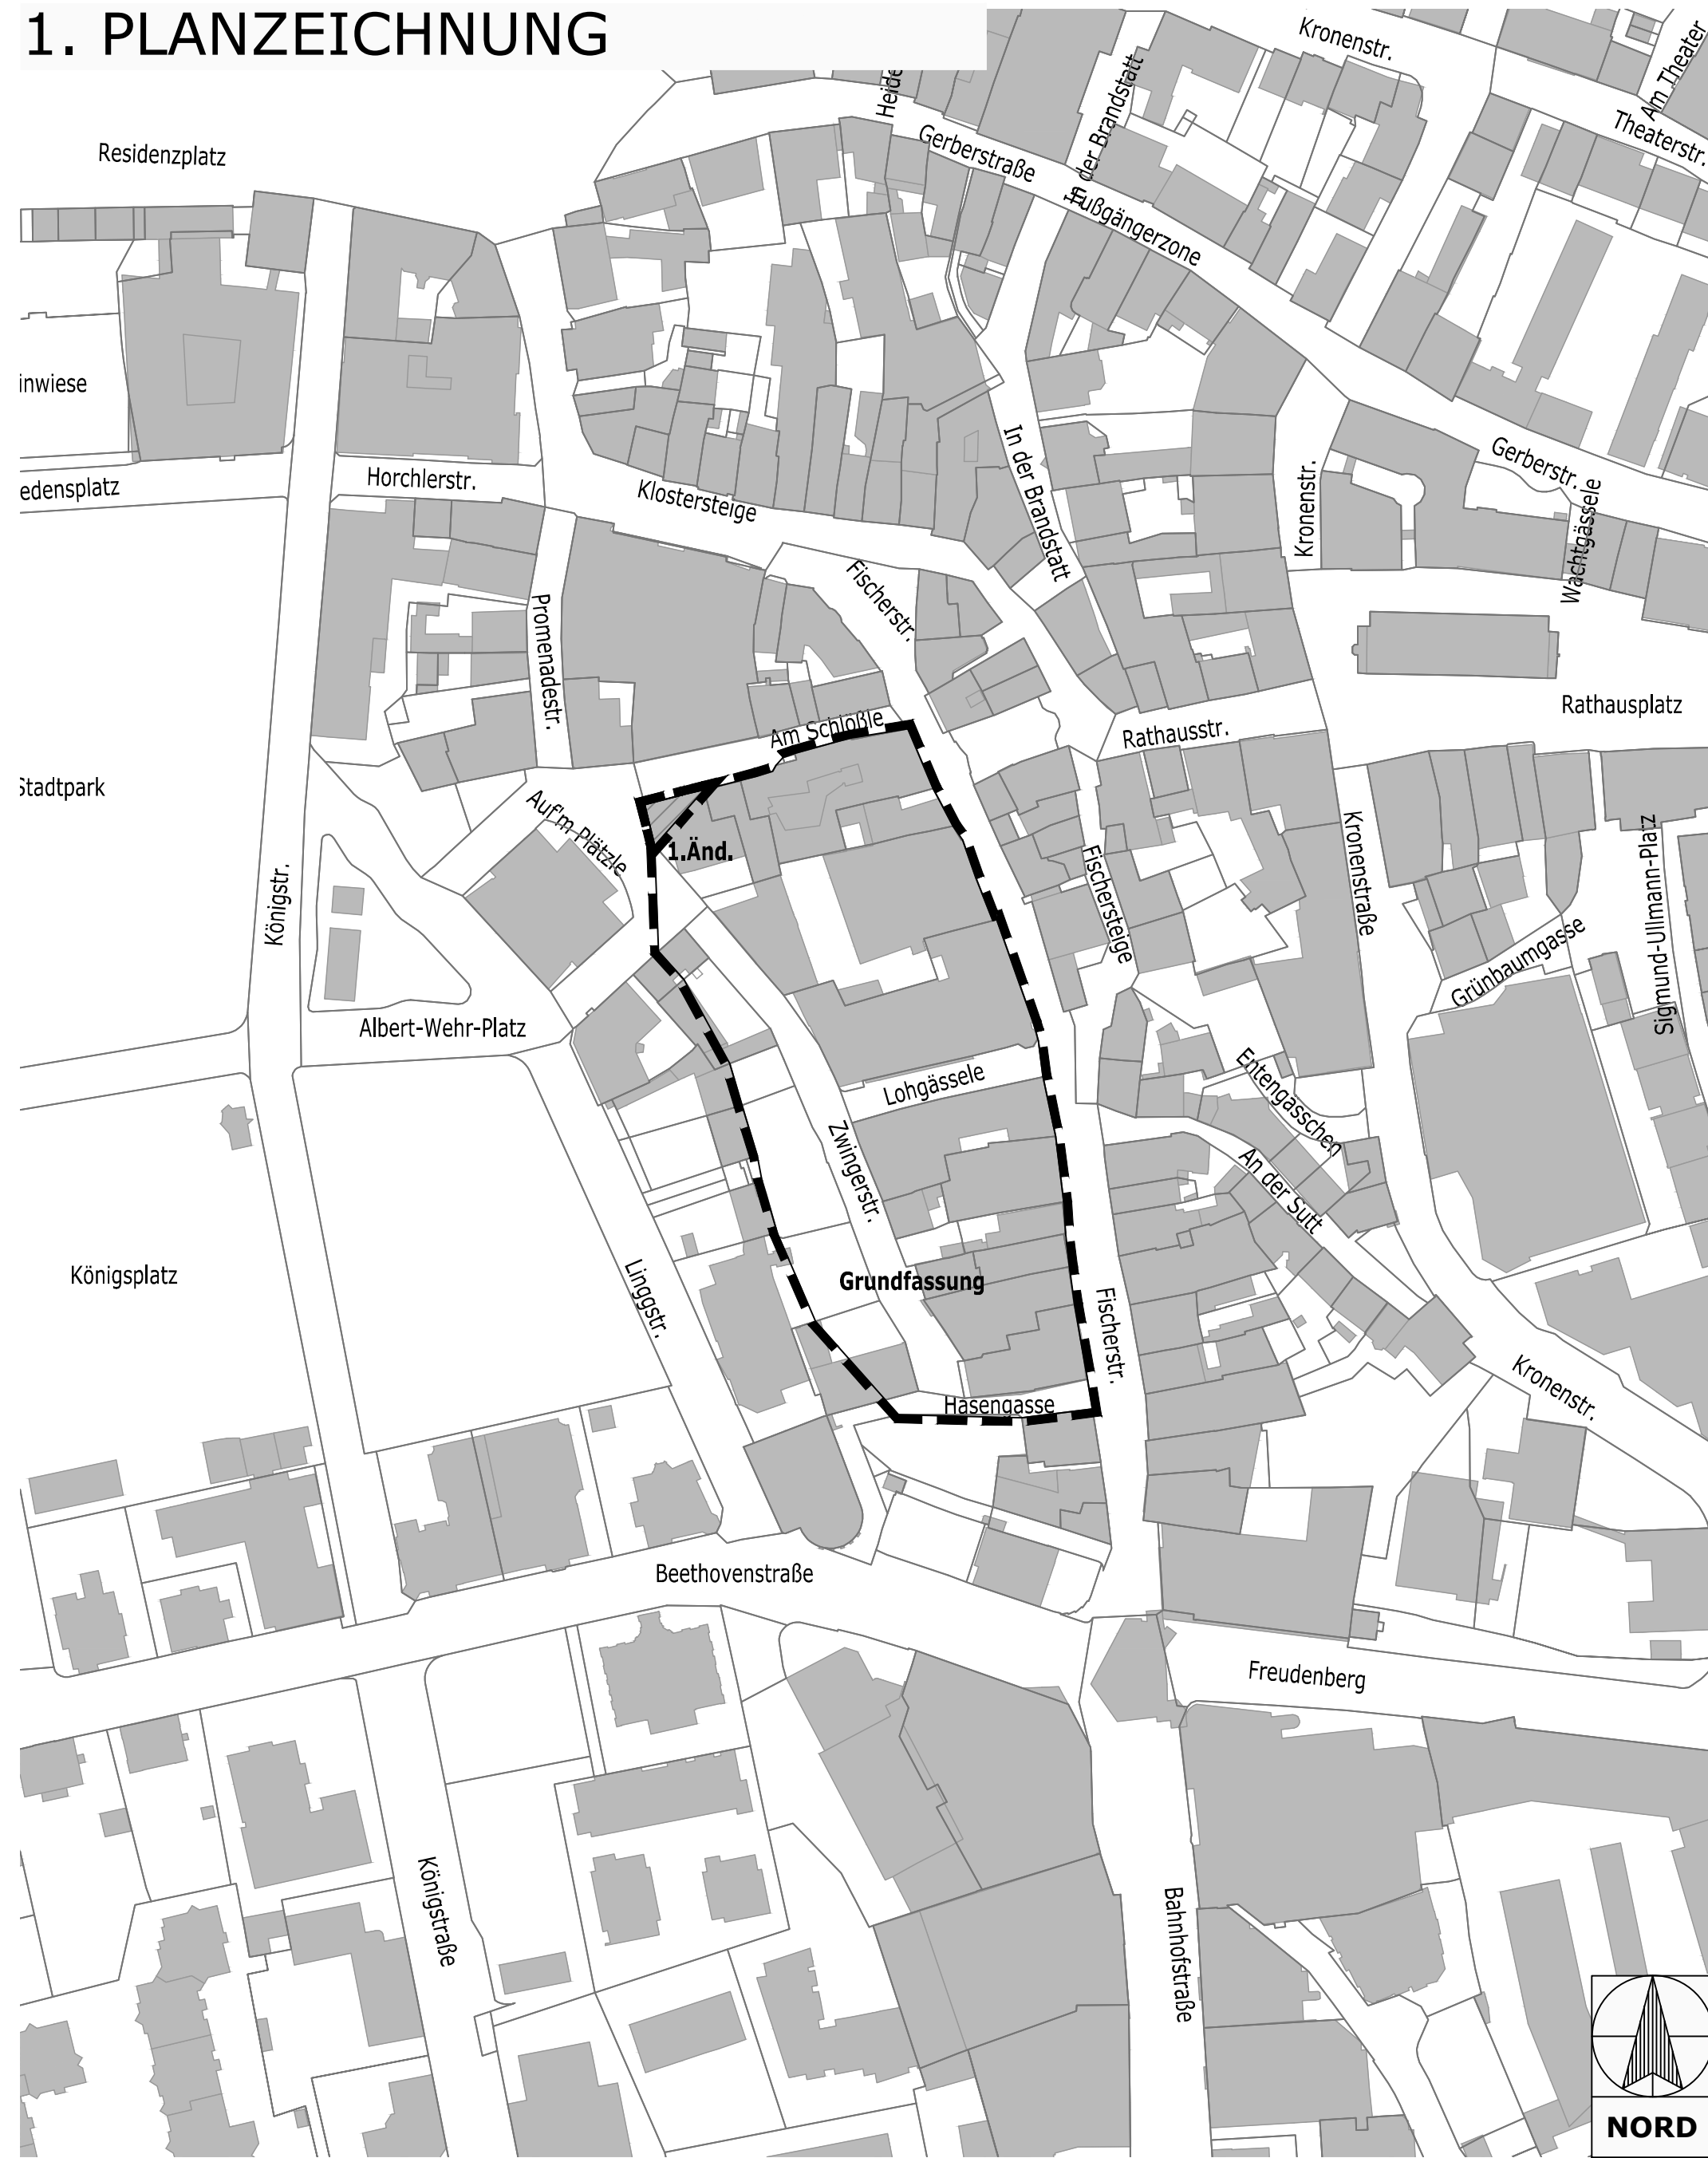 1. PLANZEICHNUNG
Kronenstr.
Am Theater
Theaterstr.
Heide
In der Brandstatt
Gerberstraße
Fußgängerzone
Residenzplatz
inwiese
edensplatz
Horchlerstr.
Klostersteige
In der Brandstatt
Kronenstr.
Gerberstr.
Wachtgässele
Fischerstr.
Promenadestr.
Rathausplatz
Rathausstr.
Am Schlößle
Stadtpark
Auf'm Plätzle
1.Änd.
Königstr.
Fischersteige
Kronenstraße
Sigmund-Ullmann-Platz
Grünbaumgasse
Albert-Wehr-Platz
Lohgässele
Entengässchen
Zwingerstr.
An der Sutt
Königsplatz
Linggstr.
Grundfassung
Fischerstr.
Kronenstr.
Hasengasse
Beethovenstraße
Freudenberg
Königstraße
Bahnhofstraße
NORD